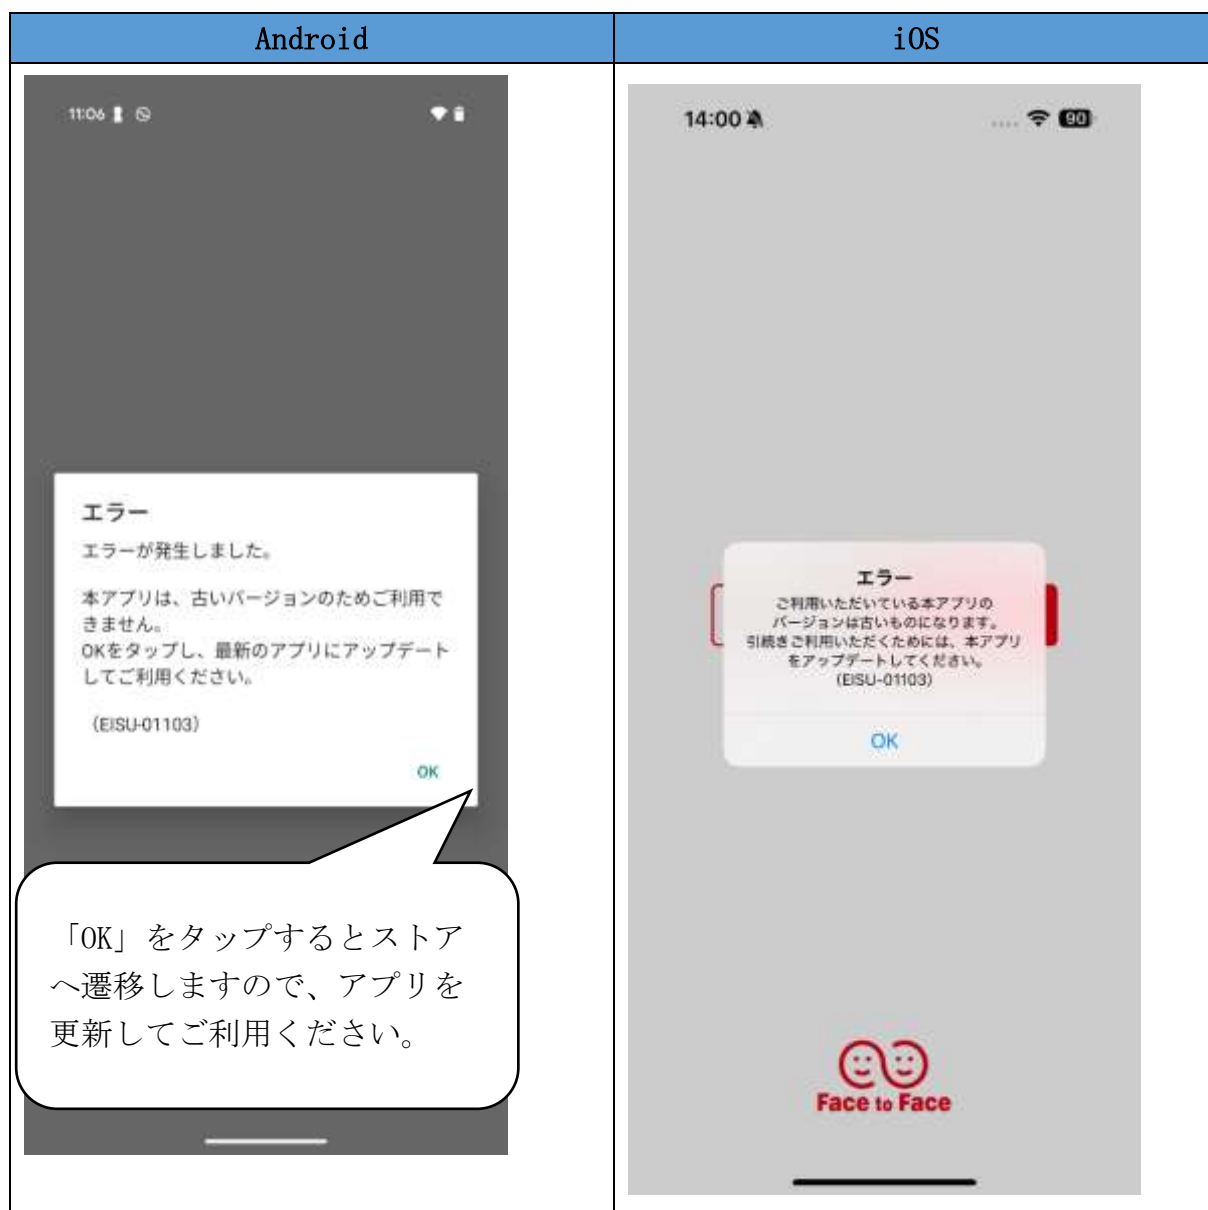 Android
iOS
11:06
エラー
エラーが発生しました。
本アプリは、古いバージョンのためご利用で
きません。
OKをタップし、最新のアプリにアップデート
してご利用ください。
（EISU-01103）
OK
「OK」をタップするとストア
へ遷移しますので、アプリを
更新してご利用ください。
14:00
90
エラー
ご利用いただいている本アプリの
バージョンは古いものになります。
引続きご利用いただくためには、本アプリ
をアップデートしてください。
（EISU-01103）
OK
Face to Face